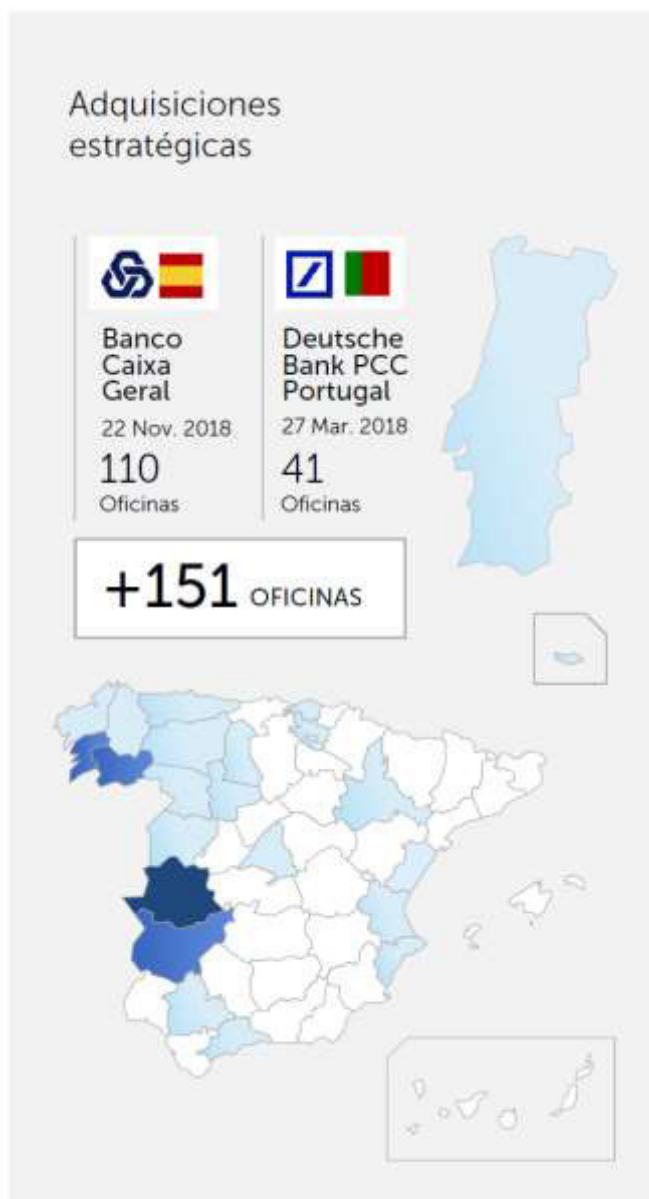 Adquisiciones
estratégicas
Banco
Caixa
Geral
22 Nov. 2018
110
Oficinas
Deutsche
Bank PCC
Portugal
27 Mar. 2018
41
Oficinas
+151 OFICINAS